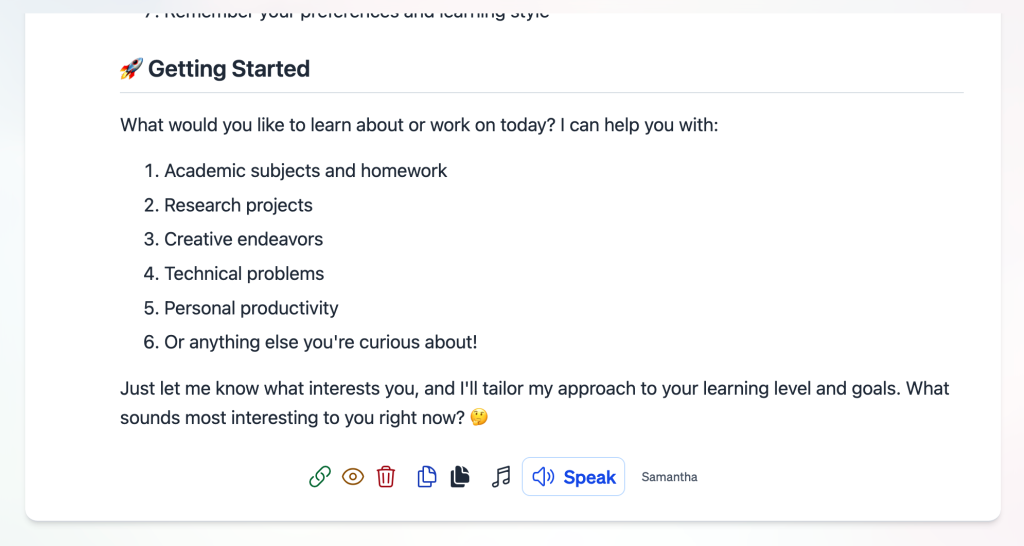 7. Remember your preferences and learning style
🚀 Getting Started
What would you like to learn about or work on today? I can help you with:
1. Academic subjects and homework
2. Research projects
3. Creative endeavors
4. Technical problems
5. Personal productivity
6. Or anything else you're curious about!
Just let me know what interests you, and I'll tailor my approach to your learning level and goals. What
sounds most interesting to you right now? 🤔
Speak Samantha